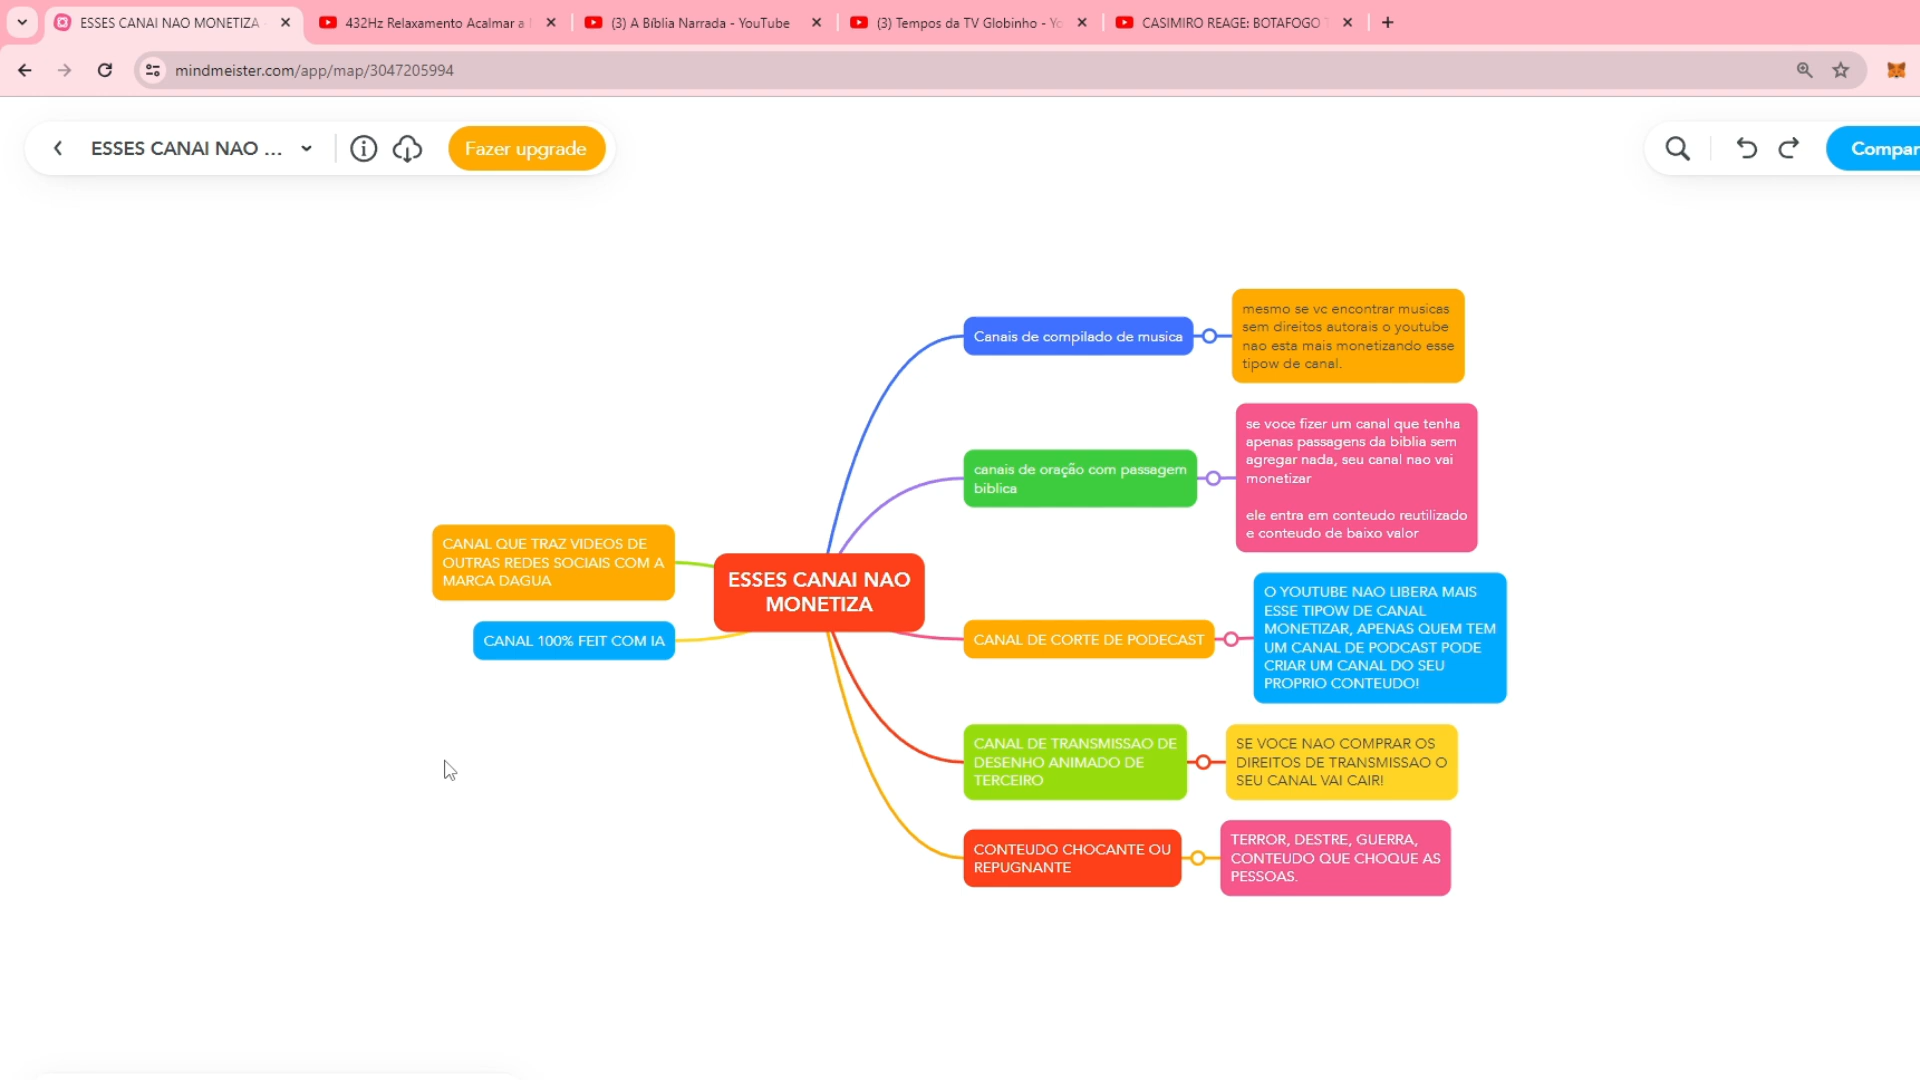 ESSES CANAI NAO MONETIZA
432Hz Relaxamento Acalmar a
(3) A Bíblia Narrada - YouTube
(3) Tempos da TV Globinho - Yo
CASIMIRO REAGE: BOTAFOGO
mindmeister.com/app/map/3047205994
ESSES CANAI NAO ...
Fazer upgrade
Compar
Canais de compilado de musica
mesmo se vc encontrar musicas
sem direitos autorais o youtube
nao esta mais monetizando esse
tipow de canal.
canais de oração com passagem
biblica
se voce fizer um canal que tenha
apenas passagens da biblia sem
agregar nada, seu canal nao vai
monetizar
ele entra em conteudo reutilizado
e conteudo de baixo valor
CANAL QUE TRAZ VIDEOS DE
OUTRAS REDES SOCIAIS COM A
MARCA DAGUA
CANAL 100% FEIT COM IA
ESSES CANAI NAO
MONETIZA
CANAL DE CORTE DE PODECAST
O YOUTUBE NAO LIBERA MAIS
ESSE TIPOW DE CANAL
MONETIZAR, APENAS QUEM TEM
UM CANAL DE PODCAST PODE
CRIAR UM CANAL DO SEU
PROPRIO CONTEUDO!
CANAL DE TRANSMISSAO DE
DESENHO ANIMADO DE
TERCEIRO
SE VOCE NAO COMPRAR OS
DIREITOS DE TRANSMISSAO O
SEU CANAL VAI CAIR!
CONTEUDO CHOCANTE OU
REPUGNANTE
TERROR, DESTRE, GUERRA,
CONTEUDO QUE CHOQUE AS
PESSOAS.